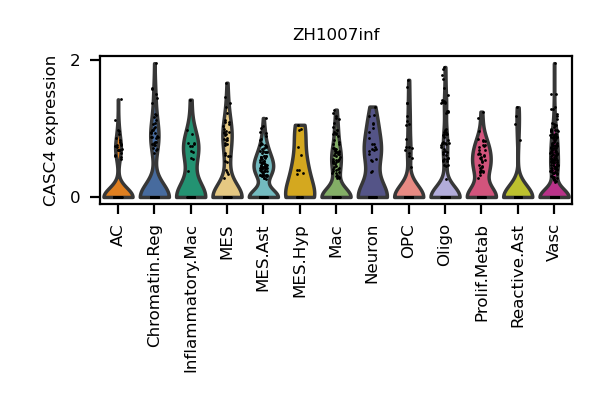 ZH1007inf
CASC4 expression
2
0
AC
Chromatin.Reg
Inflammatory.Mac
MES
MES.Ast
MES.Hyp
Mac
Neuron
OPC
Oligo
Prolif.Metab
Reactive.Ast
Vasc